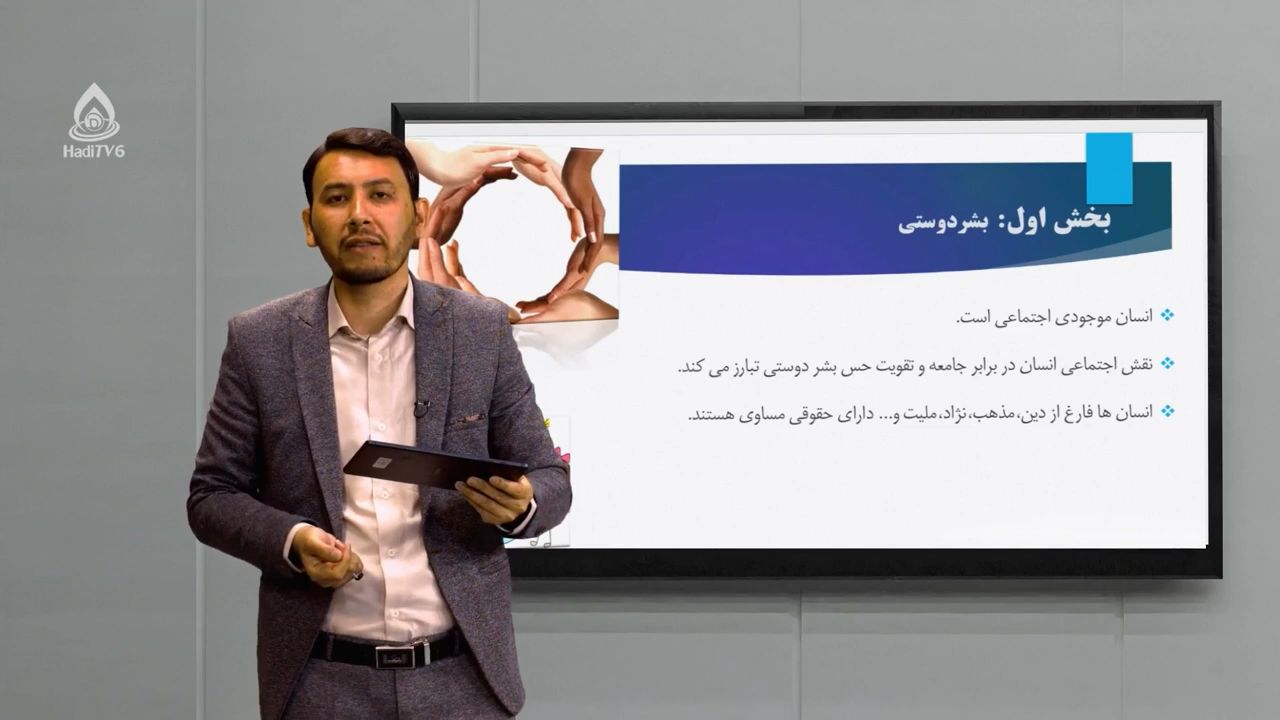 HadiTV6
بخش اول: بشردوستی
انسان موجودی اجتماعی است.
نقش اجتماعی انسان در برابر جامعه و تقویت حس بشر دوستی تبارز می کند.
انسان ها فارغ از دین،مذهب،نژاد،ملیت و... دارای حقوقی مساوی هستند.